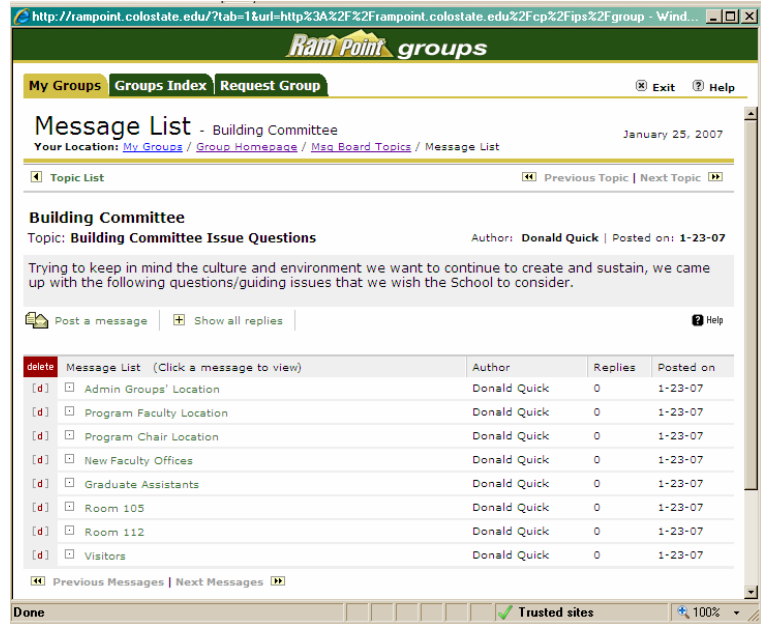 http://rampoint.colostate.edu/?tab=1&url=http%3A%2F%2Frampoint.colostate.edu%2Fcp%2Fips%2Fgroup - Wind...
Ram Point groups
My Groups Groups Index Request Group Exit Help
Message List - Building Committee January 25, 2007
Your Location: My Groups / Group Homepage / Msg Board Topics / Message List
Topic List Previous Topic | Next Topic
Building Committee
Topic: Building Committee Issue Questions Author: Donald Quick | Posted on: 1-23-07
Trying to keep in mind the culture and environment we want to continue to create and sustain, we came
up with the following questions/guiding issues that we wish the School to consider.
Post a message Show all replies Help
delete Message List (Click a message to view) Author Replies Posted on
[d] Admin Groups' Location Donald Quick 0 1-23-07
[d] Program Faculty Location Donald Quick 0 1-23-07
[d] Program Chair Location Donald Quick 0 1-23-07
[d] New Faculty Offices Donald Quick 0 1-23-07
[d] Graduate Assistants Donald Quick 0 1-23-07
[d] Room 105 Donald Quick 0 1-23-07
[d] Room 112 Donald Quick 0 1-23-07
[d] Visitors Donald Quick 0 1-23-07
Previous Messages | Next Messages
Done Trusted sites 100%